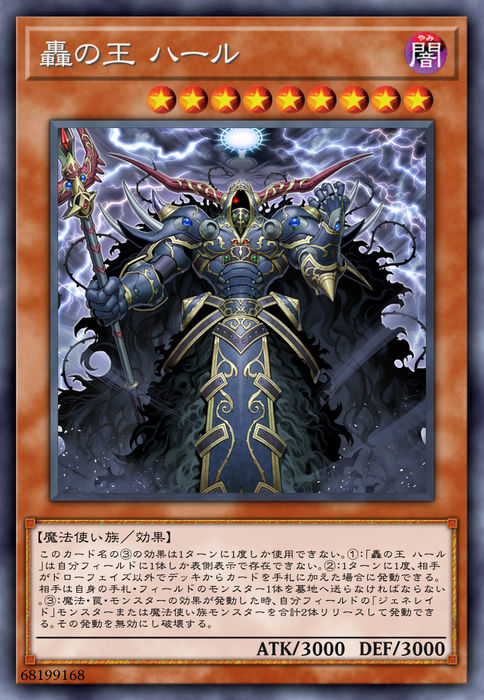 轟の王 ハール
やみ
闇
【魔法使い族／効果】
このカード名の③の効果は1ターンに1度しか使用できない。①：「轟の王 ハール
」は自分フィールドに1体しか表側表示で存在できない。②：1ターンに1度、相手
がドローフェイズ以外でデッキからカードを手札に加えた場合に発動できる。
相手は自身の手札・フィールドのモンスター1体を墓地へ送らなければならな
い。③：魔法・罠・モンスターの効果が発動した時、自分フィールドの「ジェネレイ
ド」モンスターまたは魔法使い族モンスターを合計2体リリースして発動でき
る。その発動を無効にし破壊する。
ATK/3000 DEF/3000
68199168